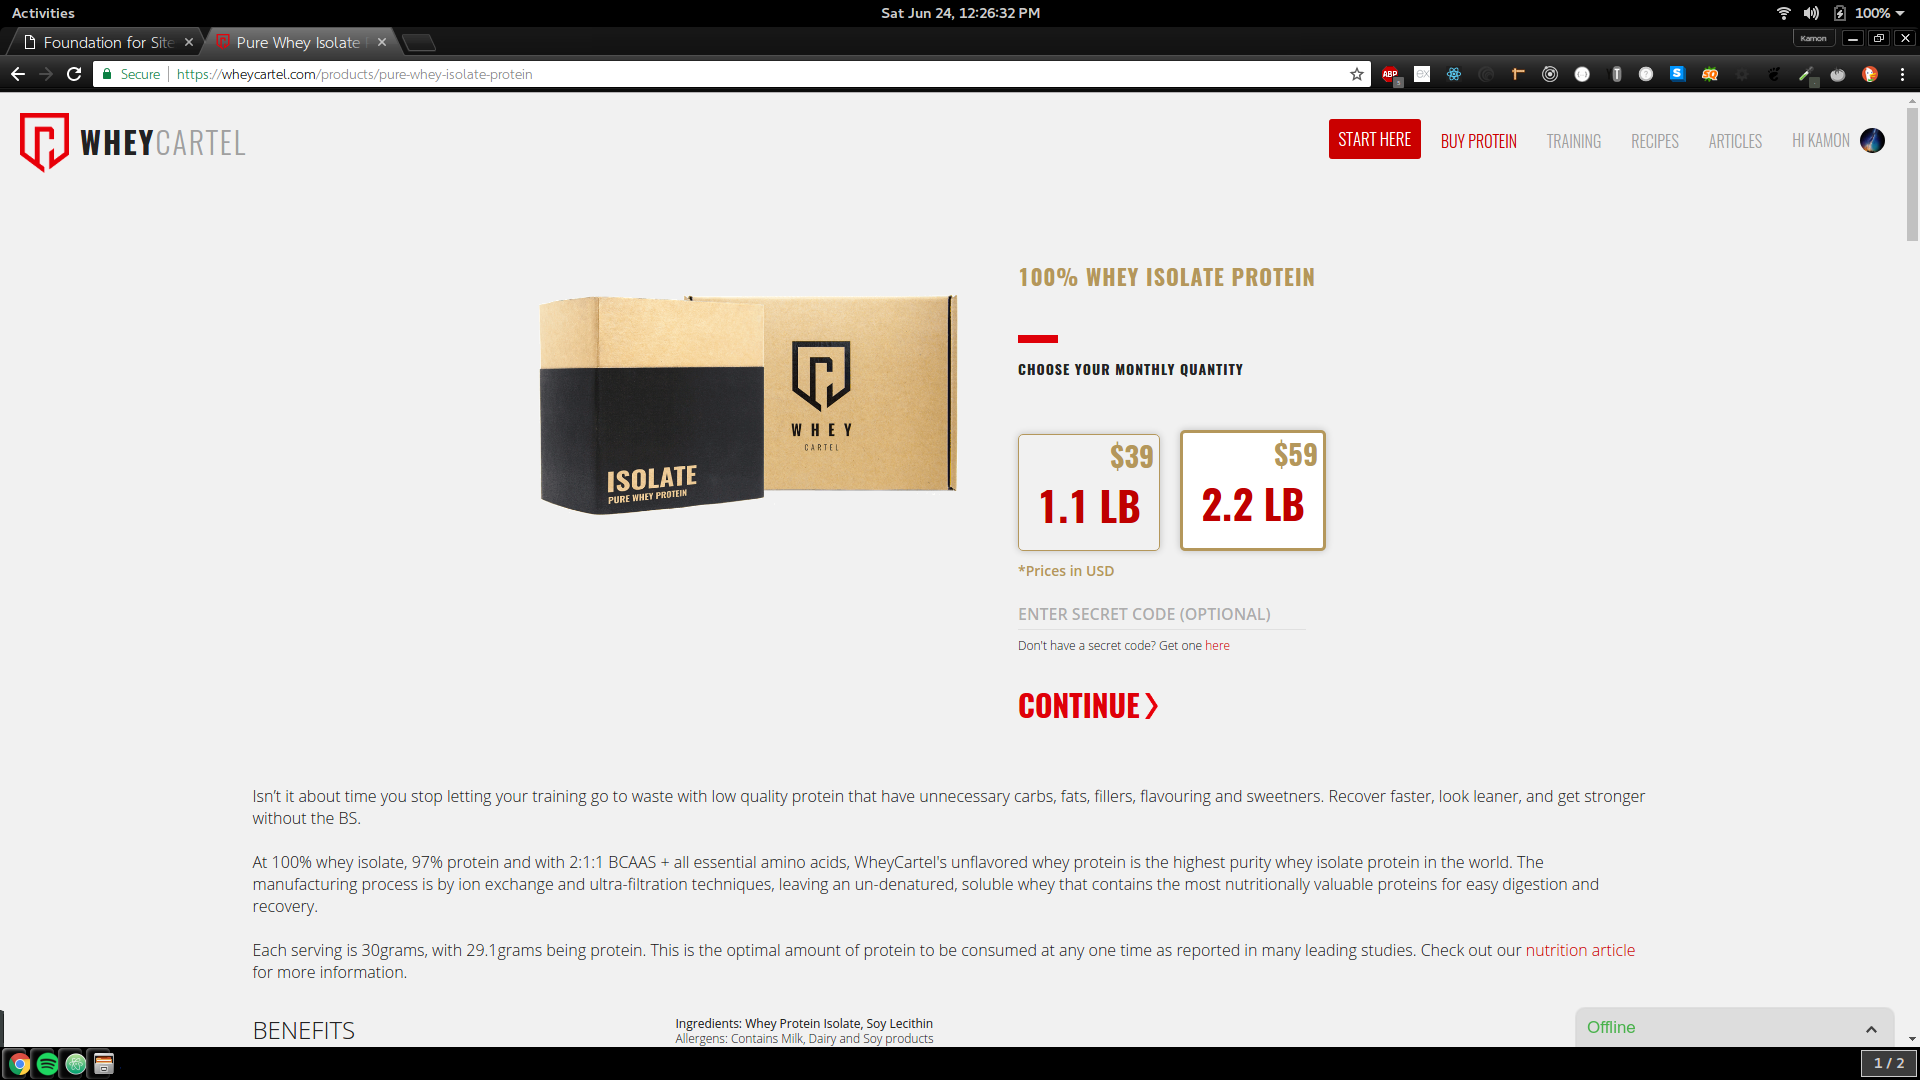 Activities
Sat Jun 24, 12:26:32 PM
100%
Foundation for Site
Pure Whey Isolate
Kamon
Secure
https://wheycartel.com/products/pure-whey-isolate-protein
ABP
WHEYCARTEL
START HERE
BUY PROTEIN
TRAINING
RECIPES
ARTICLES
HI KAMON
100% WHEY ISOLATE PROTEIN
CHOOSE YOUR MONTHLY QUANTITY
WHEY
CARTEL
ISOLATE
PURE WHEY PROTEIN
$39
1.1 LB
$59
2.2 LB
*Prices in USD
ENTER SECRET CODE (OPTIONAL)
Don't have a secret code? Get one here
CONTINUE
Isn’t it about time you stop letting your training go to waste with low quality protein that have unnecessary carbs, fats, fillers, flavouring and sweetners. Recover faster, look leaner, and get stronger
without the BS.
At 100% whey isolate, 97% protein and with 2:1:1 BCAAS + all essential amino acids, WheyCartel's unflavored whey protein is the highest purity whey isolate protein in the world. The
manufacturing process is by ion exchange and ultra-filtration techniques, leaving an un-denatured, soluble whey that contains the most nutritionally valuable proteins for easy digestion and
recovery.
Each serving is 30grams, with 29.1grams being protein. This is the optimal amount of protein to be consumed at any one time as reported in many leading studies. Check out our nutrition article
for more information.
BENEFITS
Ingredients: Whey Protein Isolate, Soy Lecithin
Allergens: Contains Milk, Dairy and Soy products
Offline
1 / 2